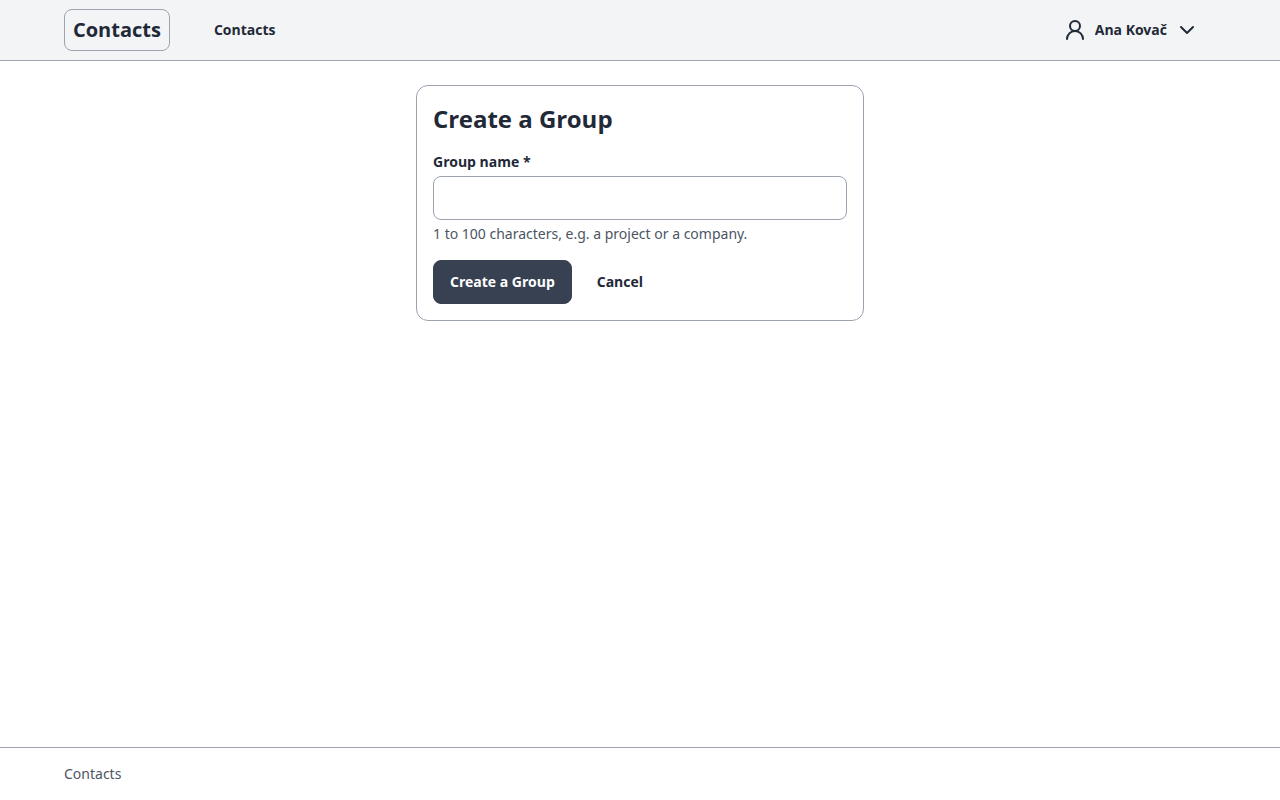 Contacts
Contacts
Ana Kovač
Create a Group
Group name *
1 to 100 characters, e.g. a project or a company.
Create a Group
Cancel
Contacts